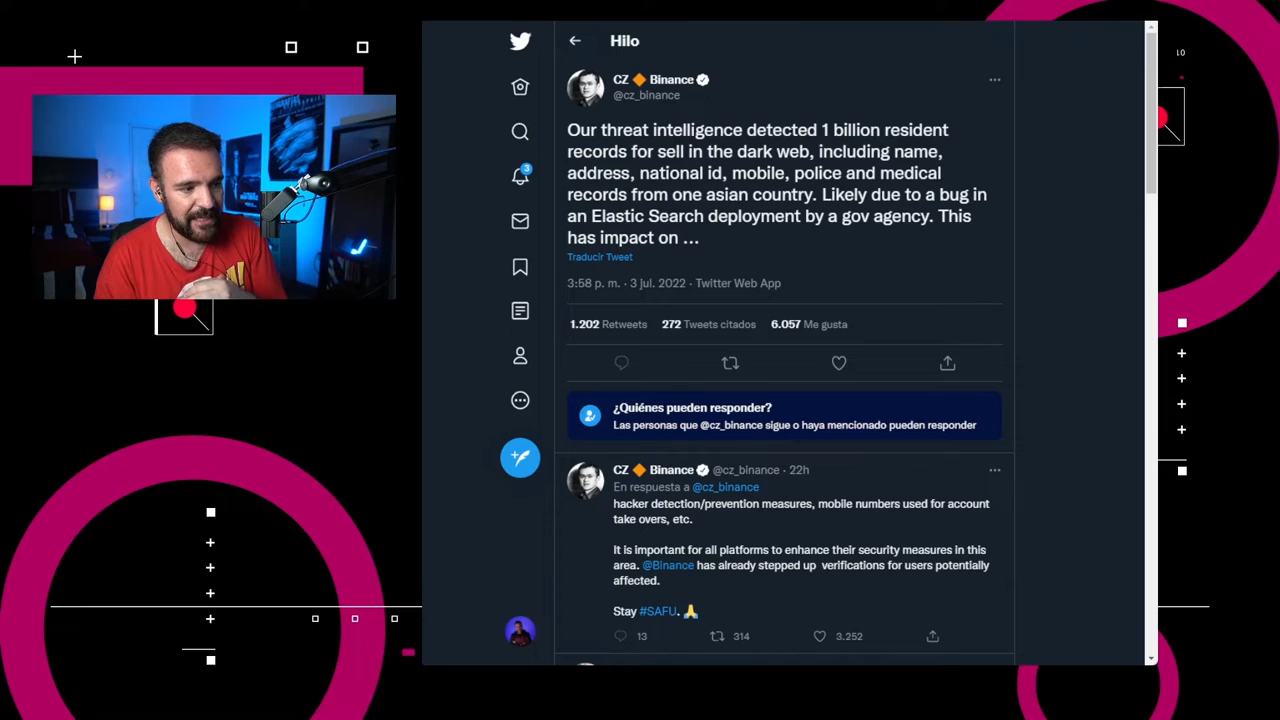 Hilo
CZ 🔶 Binance
@cz_binance
Our threat intelligence detected 1 billion resident
records for sell in the dark web, including name,
address, national id, mobile, police and medical
records from one asian country. Likely due to a bug in
an Elastic Search deployment by a gov agency. This
has impact on ...
Traducir Tweet
3:58 p. m. · 3 jul. 2022 · Twitter Web App
1.202 Retweets 272 Tweets citados 6.057 Me gusta
¿Quiénes pueden responder?
Las personas que @cz_binance sigue o haya mencionado pueden responder
CZ 🔶 Binance @cz_binance · 22h
En respuesta a @cz_binance
hacker detection/prevention measures, mobile numbers used for account
take overs, etc.
It is important for all platforms to enhance their security measures in this
area. @Binance has already stepped up verifications for users potentially
affected.
Stay #SAFU. 🙏
13 314 3.252
3